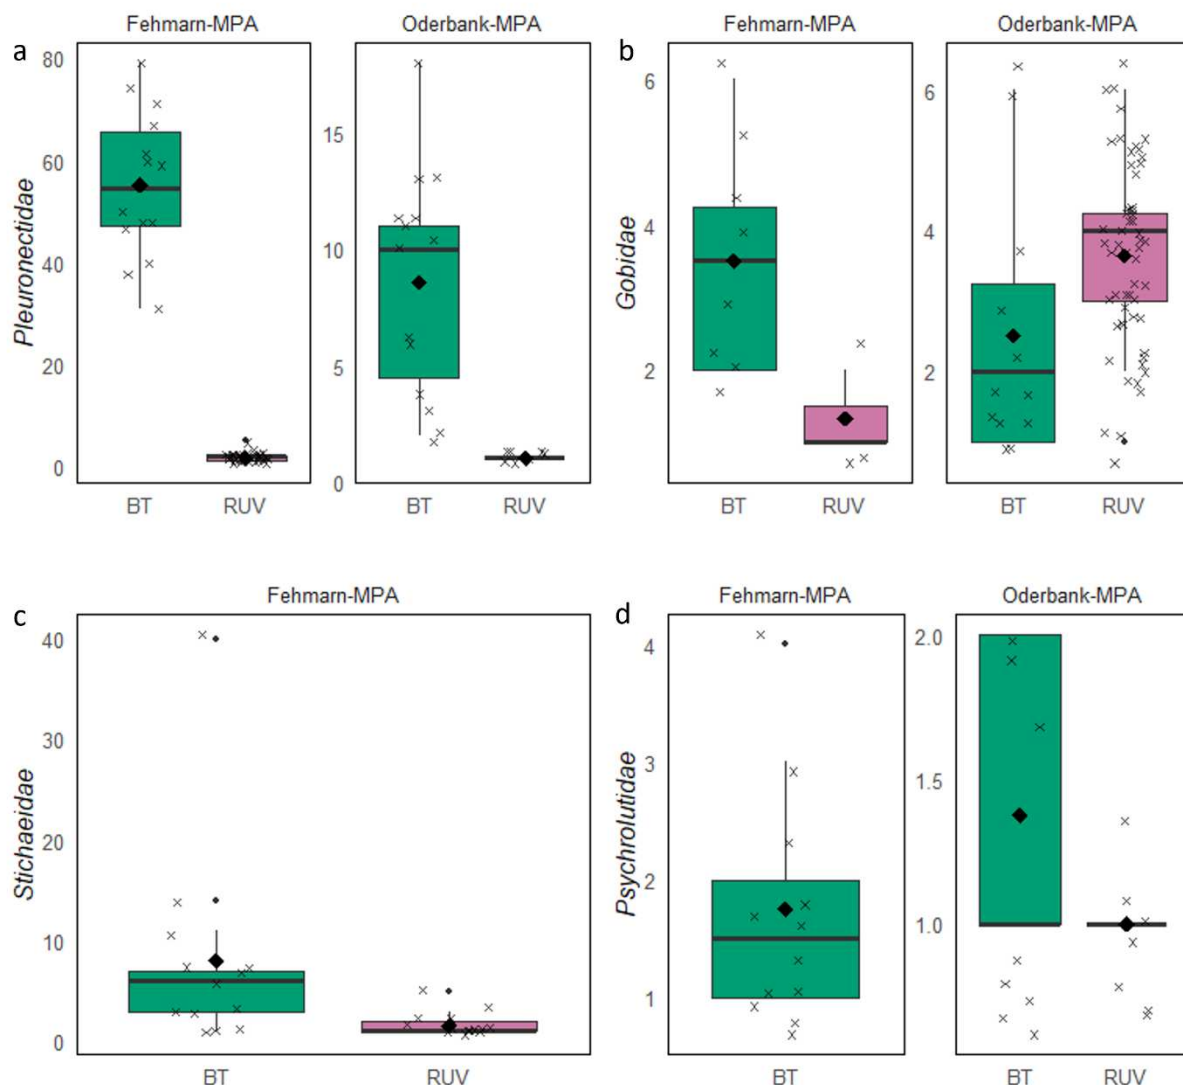 a
Fehmarn-MPA
Oderbank-MPA
Pleuronectidae
80
60
40
20
0
15
10
5
0
BT
RUV
BT
RUV
b
Fehmarn-MPA
Oderbank-MPA
Gobidae
6
4
2
6
4
2
BT
RUV
BT
RUV
c
Fehmarn-MPA
Stichaeidae
40
30
20
10
0
BT
RUV
d
Fehmarn-MPA
Oderbank-MPA
Psychrolutidae
4
3
2
1
2.0
1.5
1.0
BT
BT
RUV